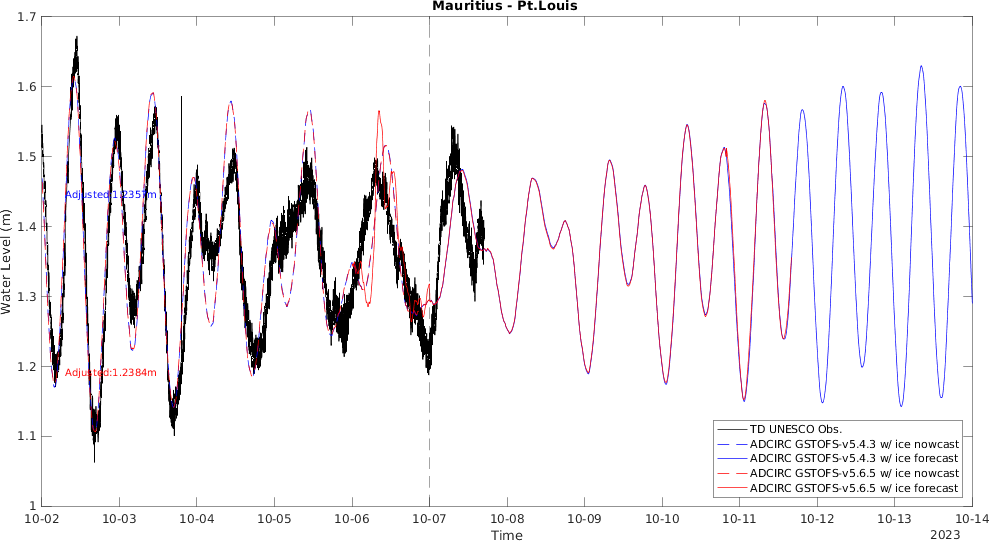 Mauritius - Pt.Louis
1.7
1.6
1.5
1.4
1.3
1.2
1.1
1
Water Level (m)
Adjusted:1.2357m
Adjusted:1.2384m
TD UNESCO Obs.
ADCIRC GSTOFS-v5.4.3 w/ ice nowcast
ADCIRC GSTOFS-v5.4.3 w/ ice forecast
ADCIRC GSTOFS-v5.6.5 w/ ice nowcast
ADCIRC GSTOFS-v5.6.5 w/ ice forecast
10-02 10-03 10-04 10-05 10-06 10-07 10-08 10-09 10-10 10-11 10-12 10-13 10-14
Time
2023